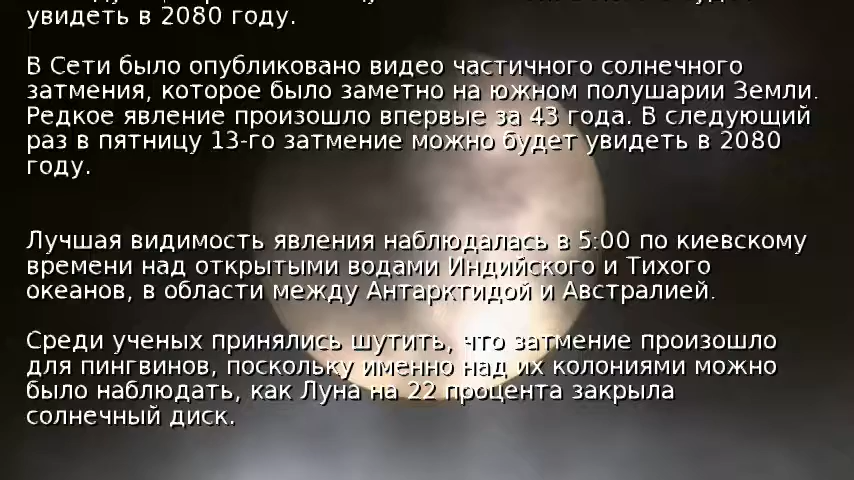 увидеть в 2080 году.
В Сети было опубликовано видео частичного солнечного
затмения, которое было заметно на южном полушарии Земли.
Редкое явление произошло впервые за 43 года. В следующий
раз в пятницу 13-го затмение можно будет увидеть в 2080
году.
Лучшая видимость явления наблюдалась в 5:00 по киевскому
времени над открытыми водами Индийского и Тихого
океанов, в области между Антарктидой и Австралией.
Среди ученых принялись шутить, что затмение произошло
для пингвинов, поскольку именно над их колониями можно
было наблюдать, как Луна на 22 процента закрыла
солнечный диск.